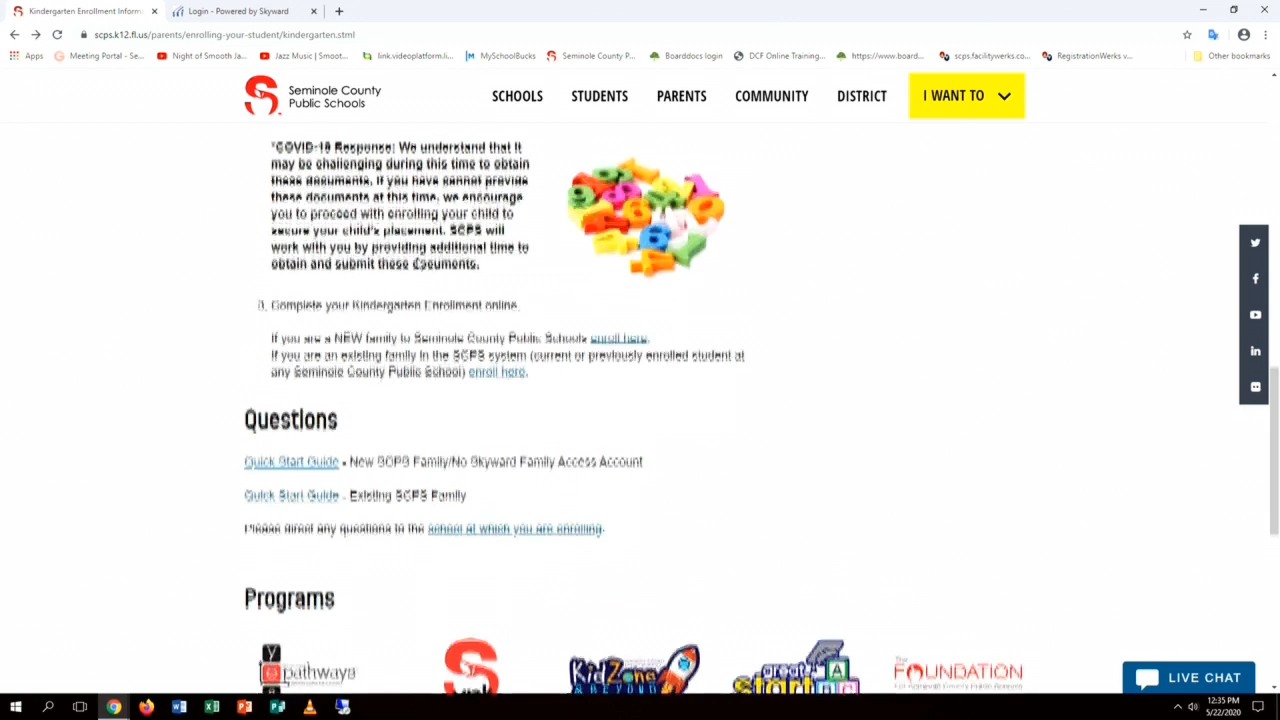 Kindergarten Enrollment Inform
Login - Powered by Skyward
scps.k12.fl.us/parents/enrolling-your-student/kindergarten.stml
Apps
Meeting Portal - Se...
Night of Smooth Ja...
Jazz Music | Smoot...
link.videoplatform.li...
MySchoolBucks
Seminole County P...
Boarddocs login
DCF Online Training...
https://www.board...
scps.facilitywerks.co...
RegistrationWerks v...
Other bookmarks
Seminole County
Public Schools
SCHOOLS
STUDENTS
PARENTS
COMMUNITY
DISTRICT
I WANT TO
*COVID-19 Response: We understand that it
may be challenging during this time to obtain
these documents. If you have cannot provide
these documents at this time, we encourage
you to proceed with enrolling your child to
secure your child's placement. SCPS will
work with you by providing additional time to
obtain and submit these documents.
3. Complete your Kindergarten Enrollment online.
If you are a NEW family to Seminole County Public Schools enroll here.
If you are an existing family in the SCPS system (current or previously enrolled student at
any Seminole County Public School) enroll here.
Questions
Quick Start Guide - New SCPS Family/No Skyward Family Access Account
Quick Start Guide - Existing SCPS Family
Please direct any questions to the school at which you are enrolling.
Programs
pathways
KidZone
great
starting
The
FOUNDATION
For Seminole County Public Schools
LIVE CHAT
12:35 PM
5/22/2020